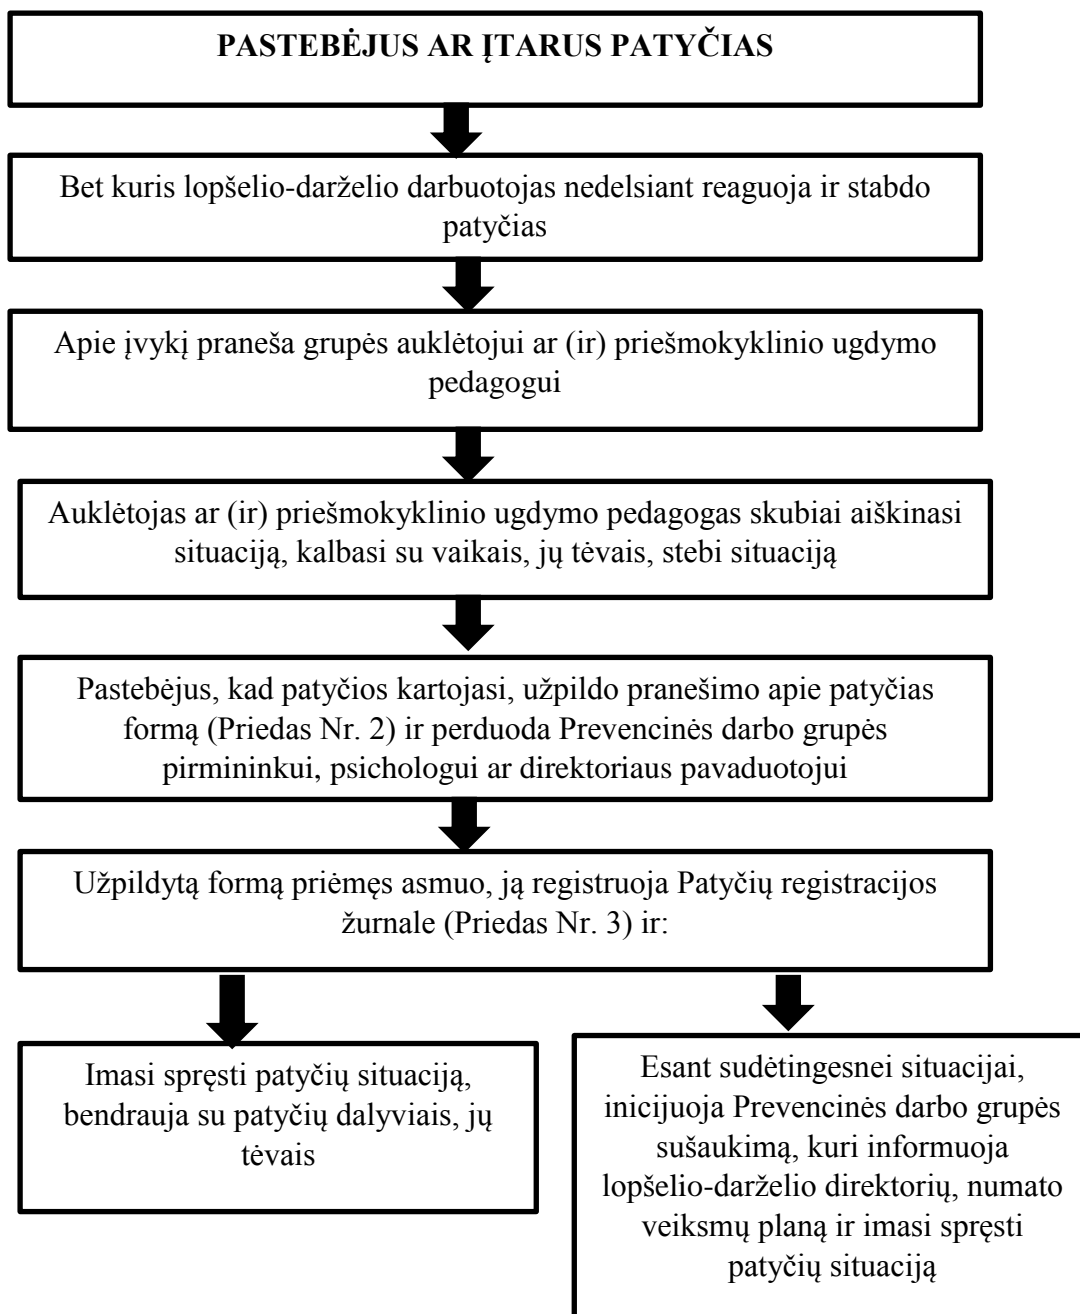 PASTEBĖJUS AR ĮTARUS PATYČIAS
Bet kuris lopšelio-darželio darbuotojas nedelsiant reaguoja ir stabdo
patyčias
Apie įvykį praneša grupės auklėtojui ar (ir) priešmokyklinio ugdymo
pedagogui
Auklėtojas ar (ir) priešmokyklinio ugdymo pedagogas skubiai aiškinasi
situaciją, kalbasi su vaikais, jų tėvais, stebi situaciją
Pastebėjus, kad patyčios kartojasi, užpildo pranešimo apie patyčias
formą (Priedas Nr. 2) ir perduoda Prevencinės darbo grupės
pirmininkui, psichologui ar direktoriaus pavaduotojui
Užpildytą formą priėmęs asmuo, ją registruoja Patyčių registracijos
žurnale (Priedas Nr. 3) ir:
Imasi spręsti patyčių situaciją,
bendrauja su patyčių dalyviais, jų
tėvais
Esant sudėtingesnei situacijai,
inicijuoja Prevencinės darbo grupės
sušaukimą, kuri informuoja
lopšelio-darželio direktorių, numato
veiksmų planą ir imasi spręsti
patyčių situaciją